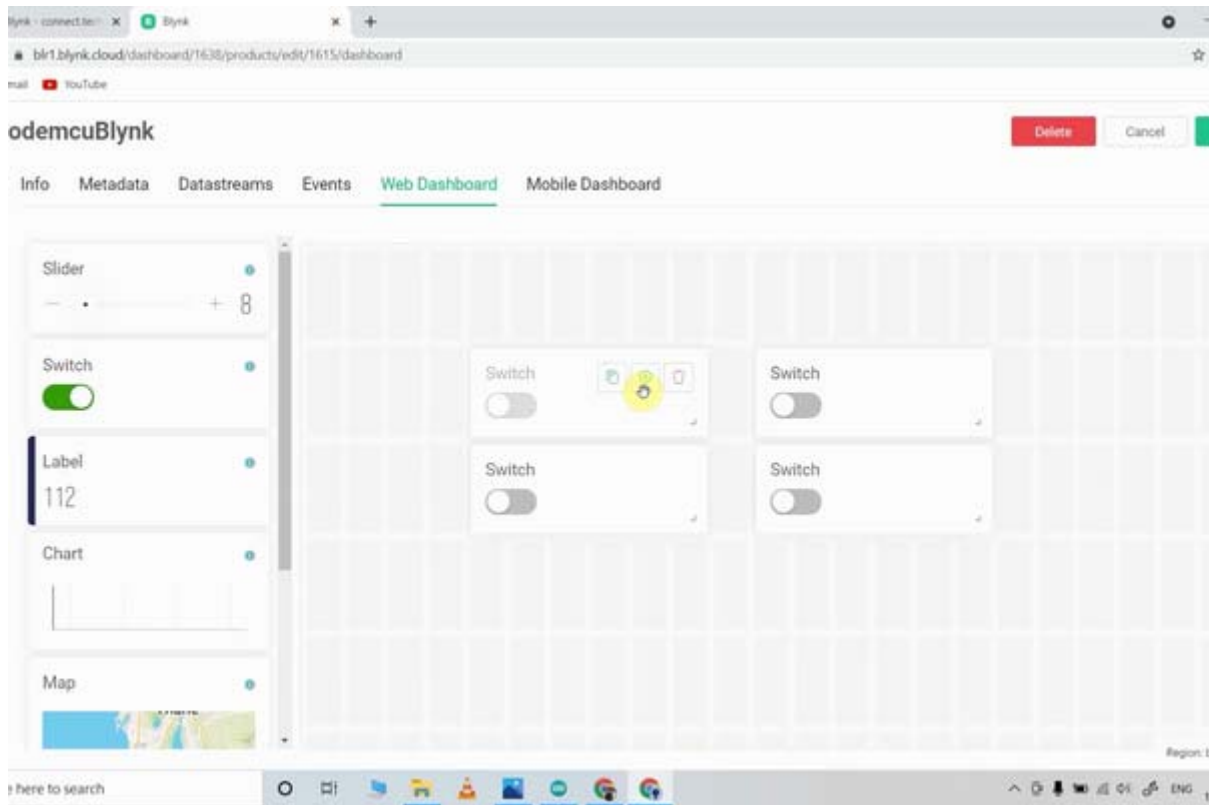 Blynk
blr1.blynk.cloud/dashboard/1638/products/edit/1615/dashboard
YouTube
odemcuBlynk
Delete
Cancel
Info Metadata Datastreams Events Web Dashboard Mobile Dashboard
Slider
8
Switch
Label
112
Chart
Map
Switch
Switch
Switch
Switch
Region:
here to search
ENG